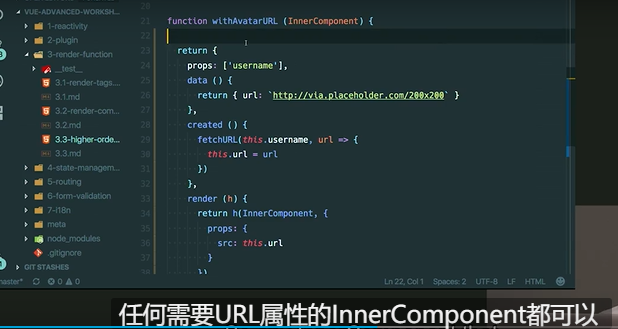 VUE-ADVANCED-WORKSH...
1-reactivity
2-plugin
3-render-function
__test__
3.1-render-tags....
3.1.md
3.2-render-com...
3.2.md
3.3-higher-orde...
3.3.md
4-state-managem...
5-routing
6-form-validation
7-i18n
meta
node_modules
.gitignore
GIT STASHES
21 function withAvatarURL (InnerComponent) {
22
23 return {
24 props: ['username'],
25 data () {
26 return { url: `http://via.placeholder.com/200x200` }
27 },
28 created () {
29 fetchURL(this.username, url => {
30 this.url = url
31 })
32 },
33 render (h) {
34 return h(InnerComponent, {
35 props: {
36 src: this.url
37 }
38 })
master* 0 0 Ln 22, Col 1 Spaces: 2 UTF-8 LF HTML
任何需要URL属性的InnerComponent都可以